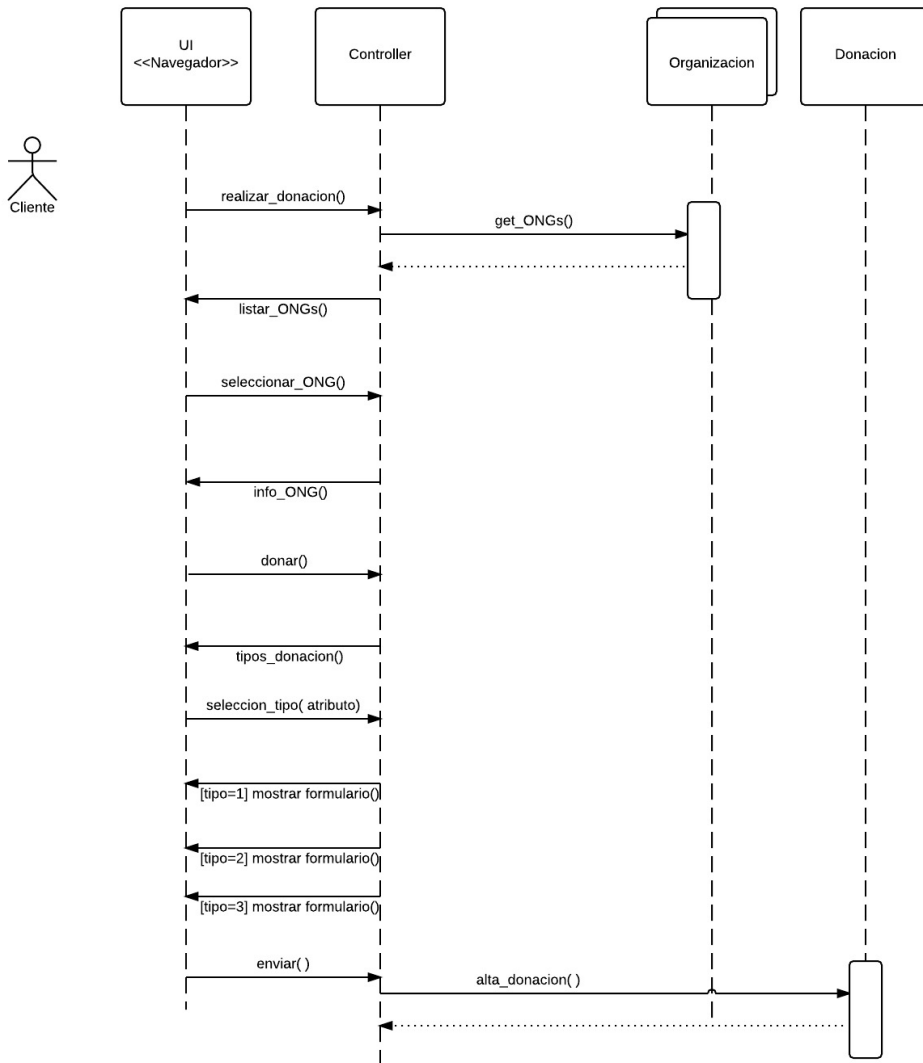 UI
<<Navegador>>
Controller
Organizacion
Donacion
Cliente
realizar_donacion()
get_ONGs()
listar_ONGs()
seleccionar_ONG()
info_ONG()
donar()
tipos_donacion()
seleccion_tipo( atributo)
[tipo=1] mostrar formulario()
[tipo=2] mostrar formulario()
[tipo=3] mostrar formulario()
enviar( )
alta_donacion( )